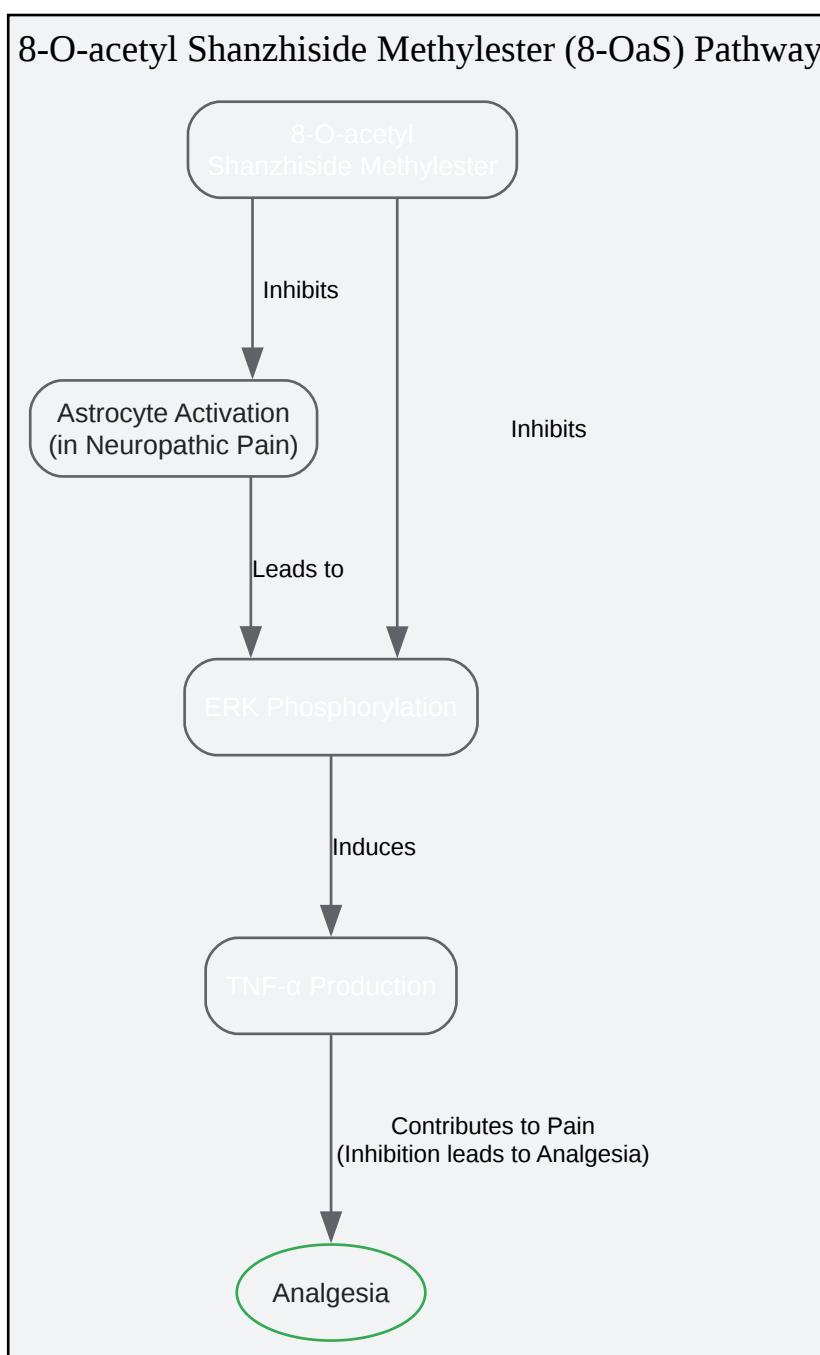 8-O-acetyl Shanzhiside Methylester (8-OaS) Pathway
8-O-acetyl
Shanzhiside Methylester
Inhibits
Astrocyte Activation
(in Neuropathic Pain)
Inhibits
Leads to
ERK Phosphorylation
Induces
TNF-α Production
Contributes to Pain
(Inhibition leads to Analgesia)
Analgesia